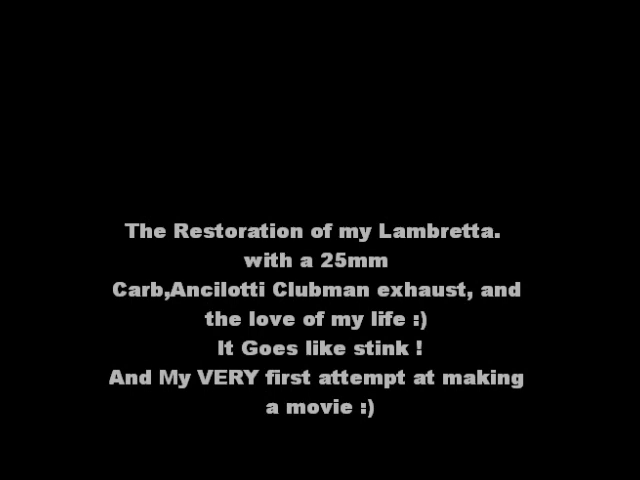 The Restoration of my Lambretta.
with a 25mm
Carb,Ancilotti Clubman exhaust, and
the love of my life :)
It Goes like stink !
And My VERY first attempt at making
a movie :)